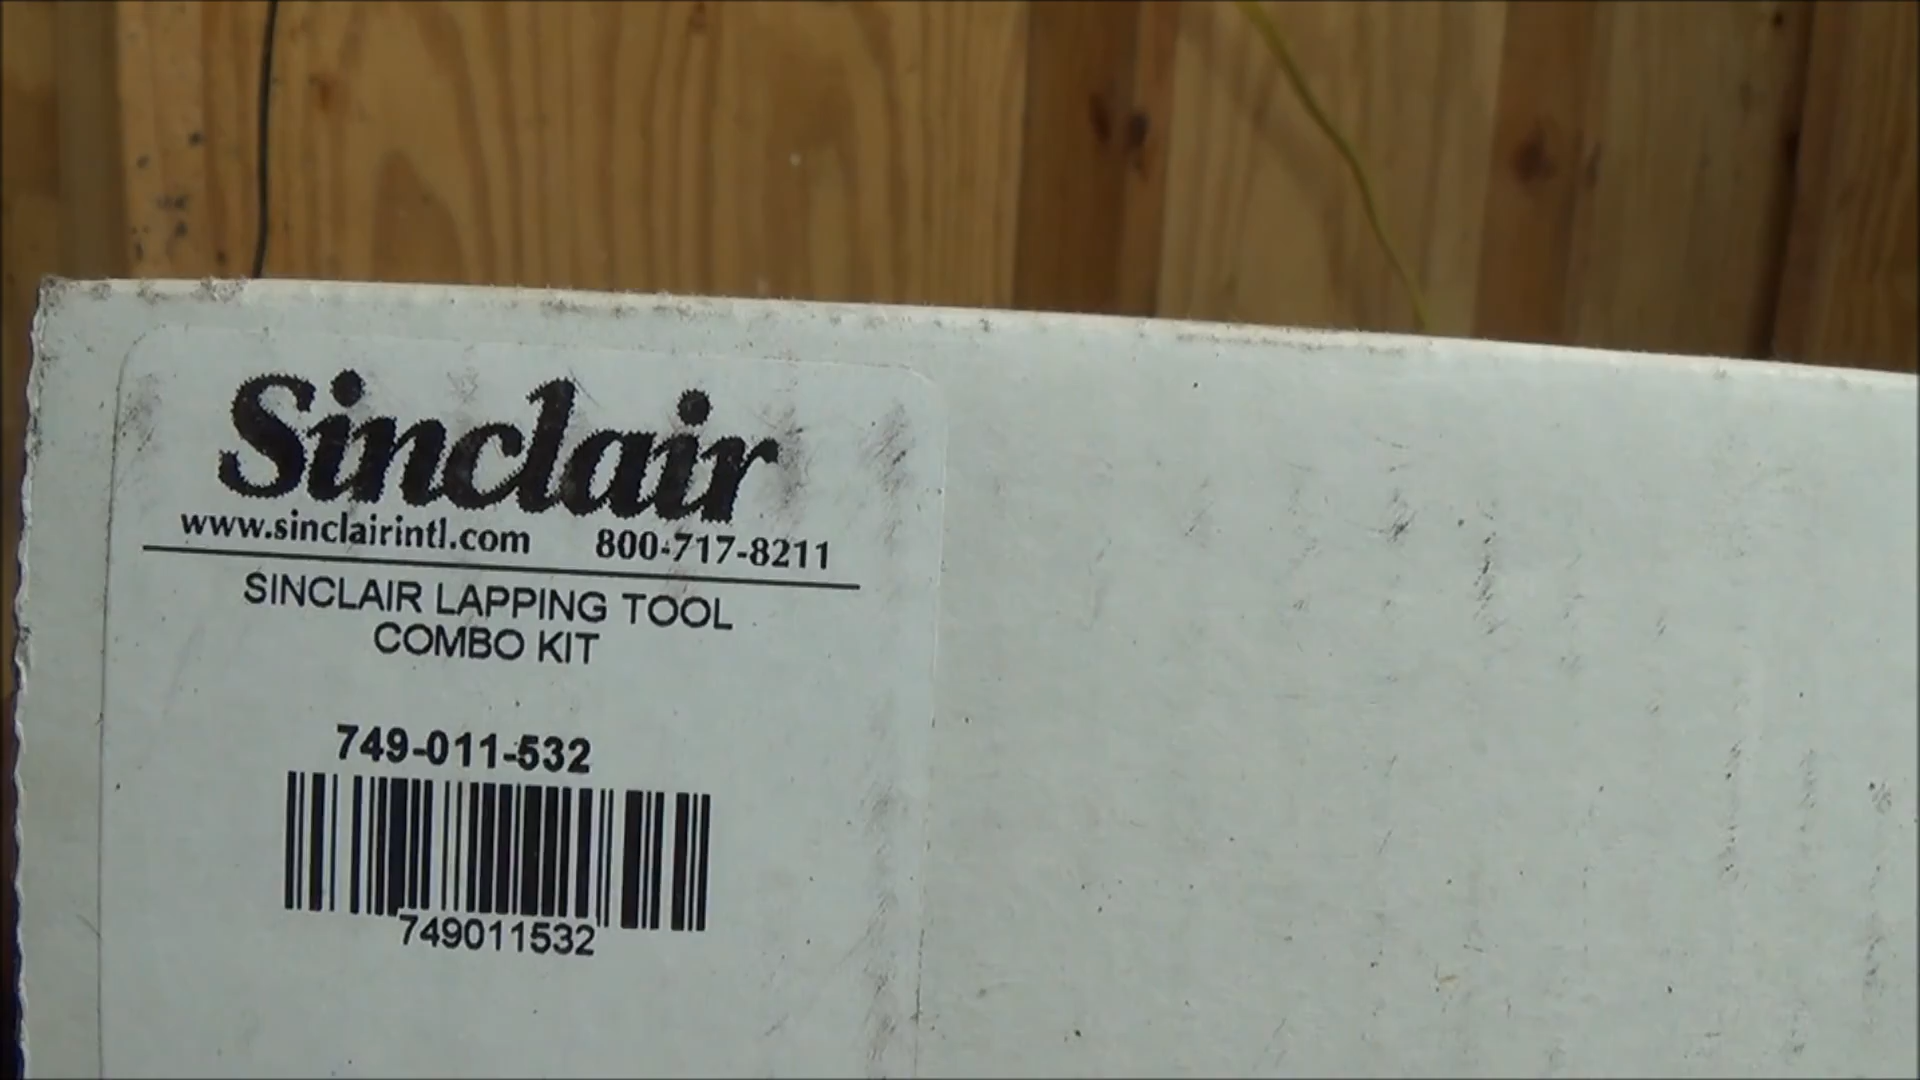 Sinclair
www.sinclairintl.com 800-717-8211
SINCLAIR LAPPING TOOL
COMBO KIT
749-011-532
749011532